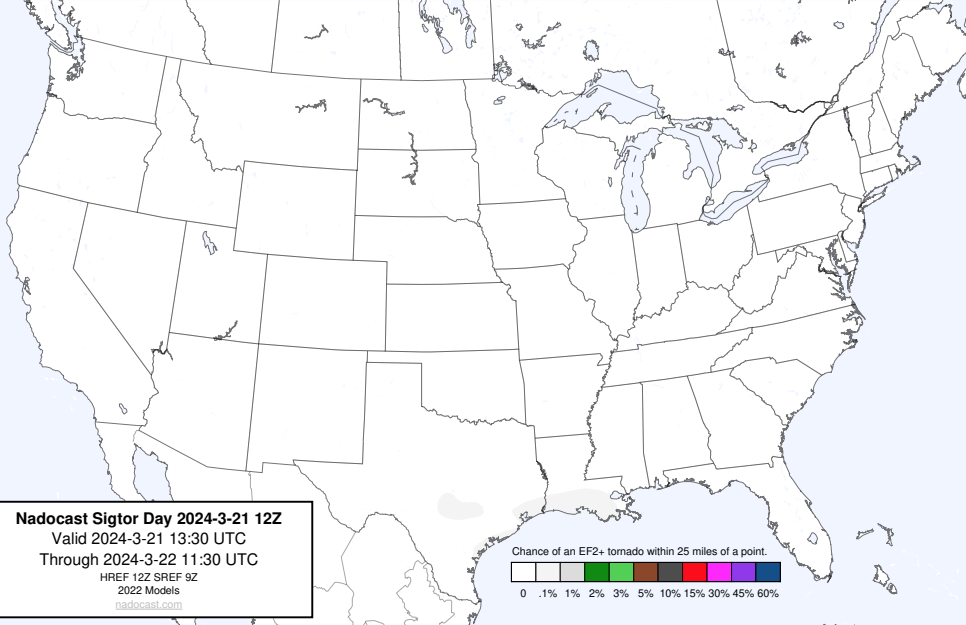 Nadocast Sigtor Day 2024-3-21 12Z
Valid 2024-3-21 13:30 UTC
Through 2024-3-22 11:30 UTC
HREF 12Z SREF 9Z
2022 Models
nadocast.com
Chance of an EF2+ tornado within 25 miles of a point.
0 .1% 1% 2% 3% 5% 10% 15% 30% 45% 60%